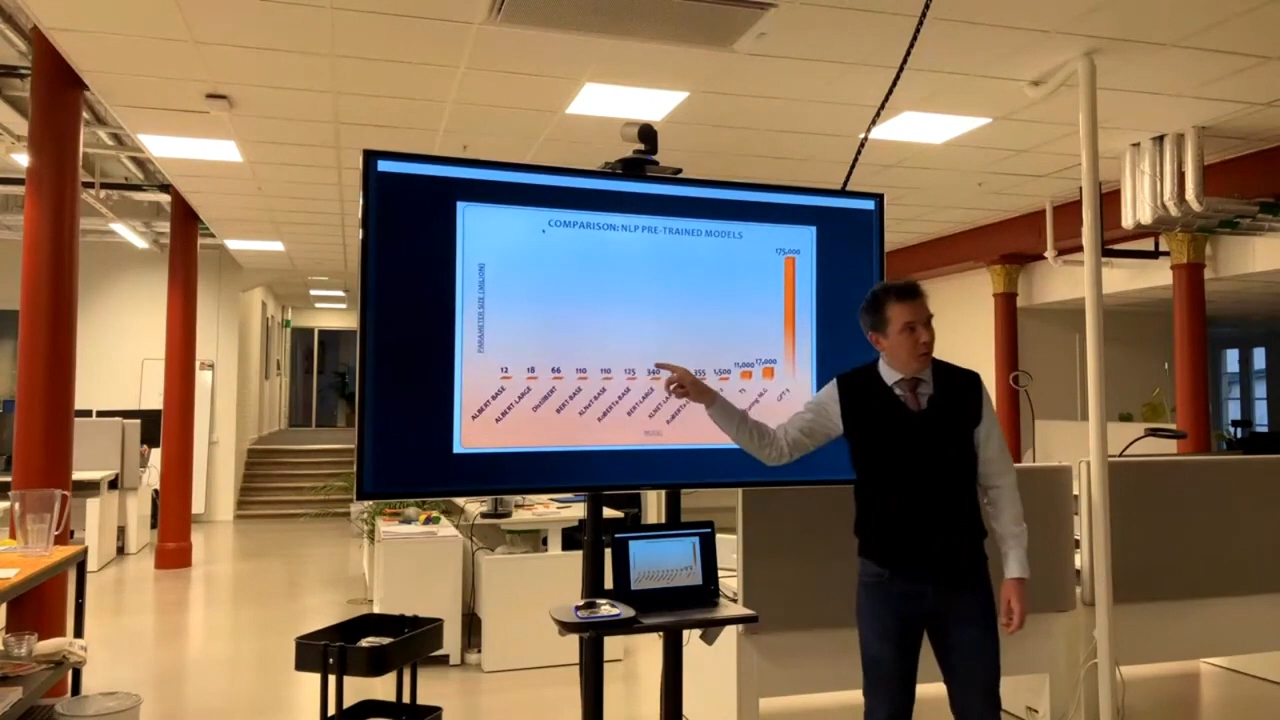 COMPARISON: NLP PRE-TRAINED MODELS
PARAMETER SIZE (MILION)
12
18
66
110
110
125
340
355
1,500
11,000
17,000
175,000
ALBERT-BASE
ALBERT-LARGE
DistilBERT
BERT-BASE
XLNeT-BASE
RoBERTa-BASE
BERT-LARGE
T5
GPT-3
MODEL